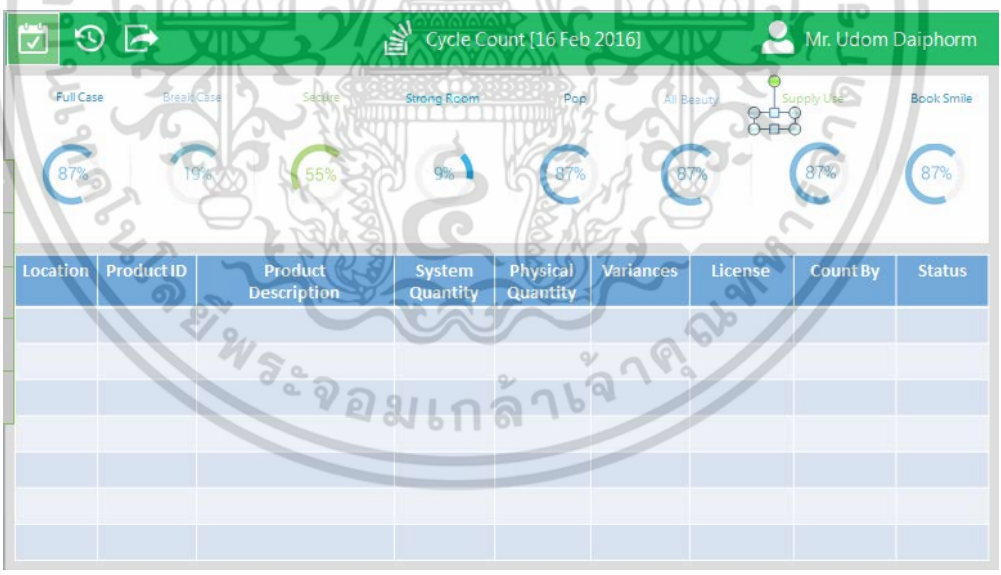 Cycle Count [16 Feb 2016]
Mr. Udom Daiphorm
Full Case
Break Case
Secure
Strong Room
Pop
All Beauty
Supply Use
Book Smile
87%
19%
55%
9%
87%
87%
87%
87%
Location
Product ID
Product
Description
System
Quantity
Physical
Quantity
Variances
License
Count By
Status